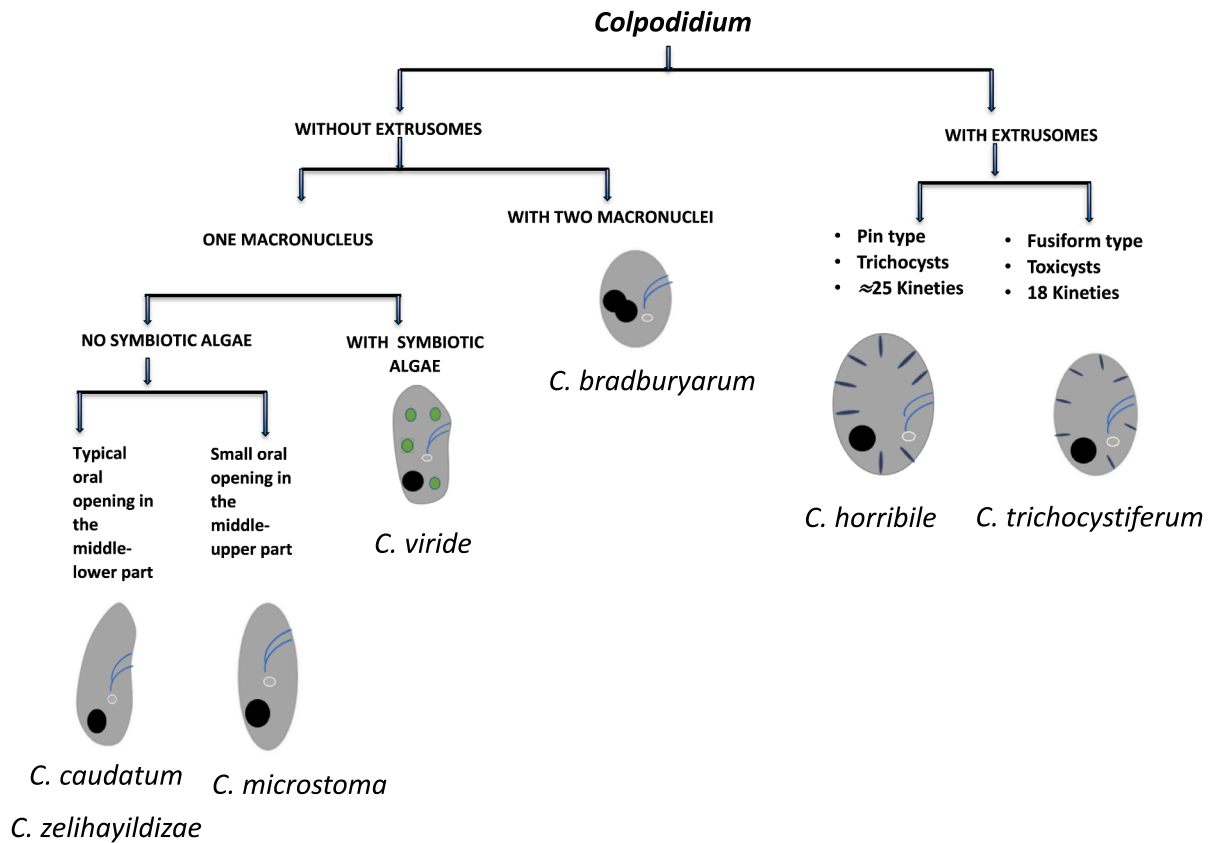 Colpodidium
WITHOUT EXTRUSOMES
WITH EXTRUSOMES
ONE MACRONUCLEUS
WITH TWO MACRONUCLEI
• Pin type
• Trichocysts
• ≈25 Kineties
• Fusiform type
• Toxicysts
• 18 Kineties
NO SYMBIOTIC ALGAE
WITH SYMBIOTIC
ALGAE
C. bradburyarum
Typical
oral
opening in
the
middle-
lower part
Small oral
opening in
the
middle-
upper part
C. viride
C. horribile
C. trichocystiferum
C. caudatum
C. microstoma
C. zelihayildizae